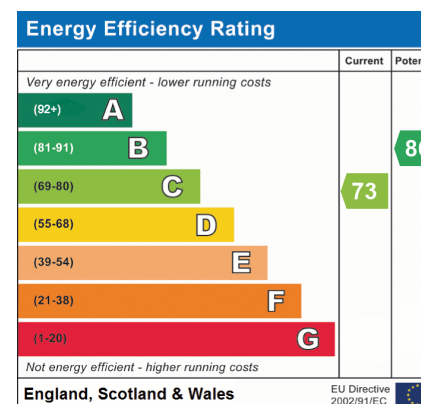 Energy Efficiency Rating
Current
Very energy efficient - lower running costs
(92+) A
(81-91) B
(69-80) C
73
(55-68) D
(39-54) E
(21-38) F
(1-20) G
Not energy efficient - higher running costs
England, Scotland & Wales
EU Directive
2002/91/EC